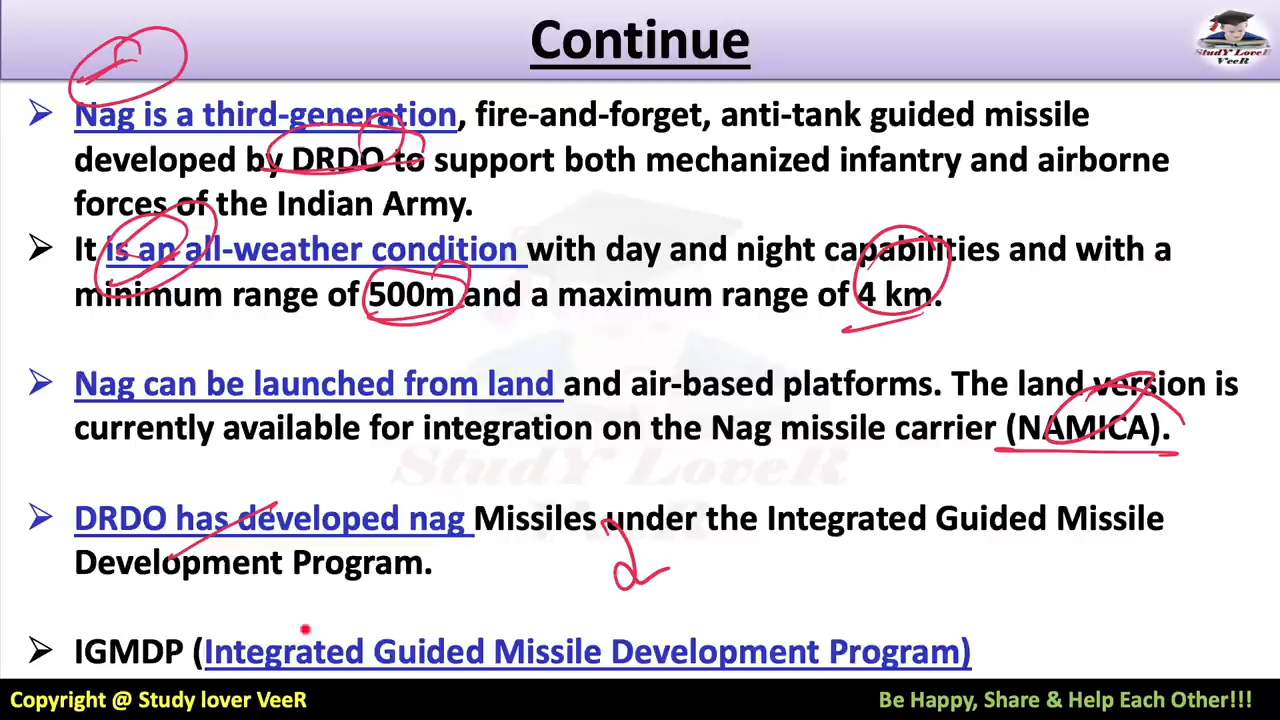 Continue
StudY LoveR
VeeR
Nag is a third-generation, fire-and-forget, anti-tank guided missile
developed by DRDO to support both mechanized infantry and airborne
forces of the Indian Army.
It is an all-weather condition with day and night capabilities and with a
minimum range of 500m and a maximum range of 4 km.
Nag can be launched from land and air-based platforms. The land version is
currently available for integration on the Nag missile carrier (NAMICA).
StudY LoveR
VeeR
DRDO has developed nag Missiles under the Integrated Guided Missile
Development Program.
IGMDP (Integrated Guided Missile Development Program)
Copyright @ Study lover VeeR
Be Happy, Share & Help Each Other!!!